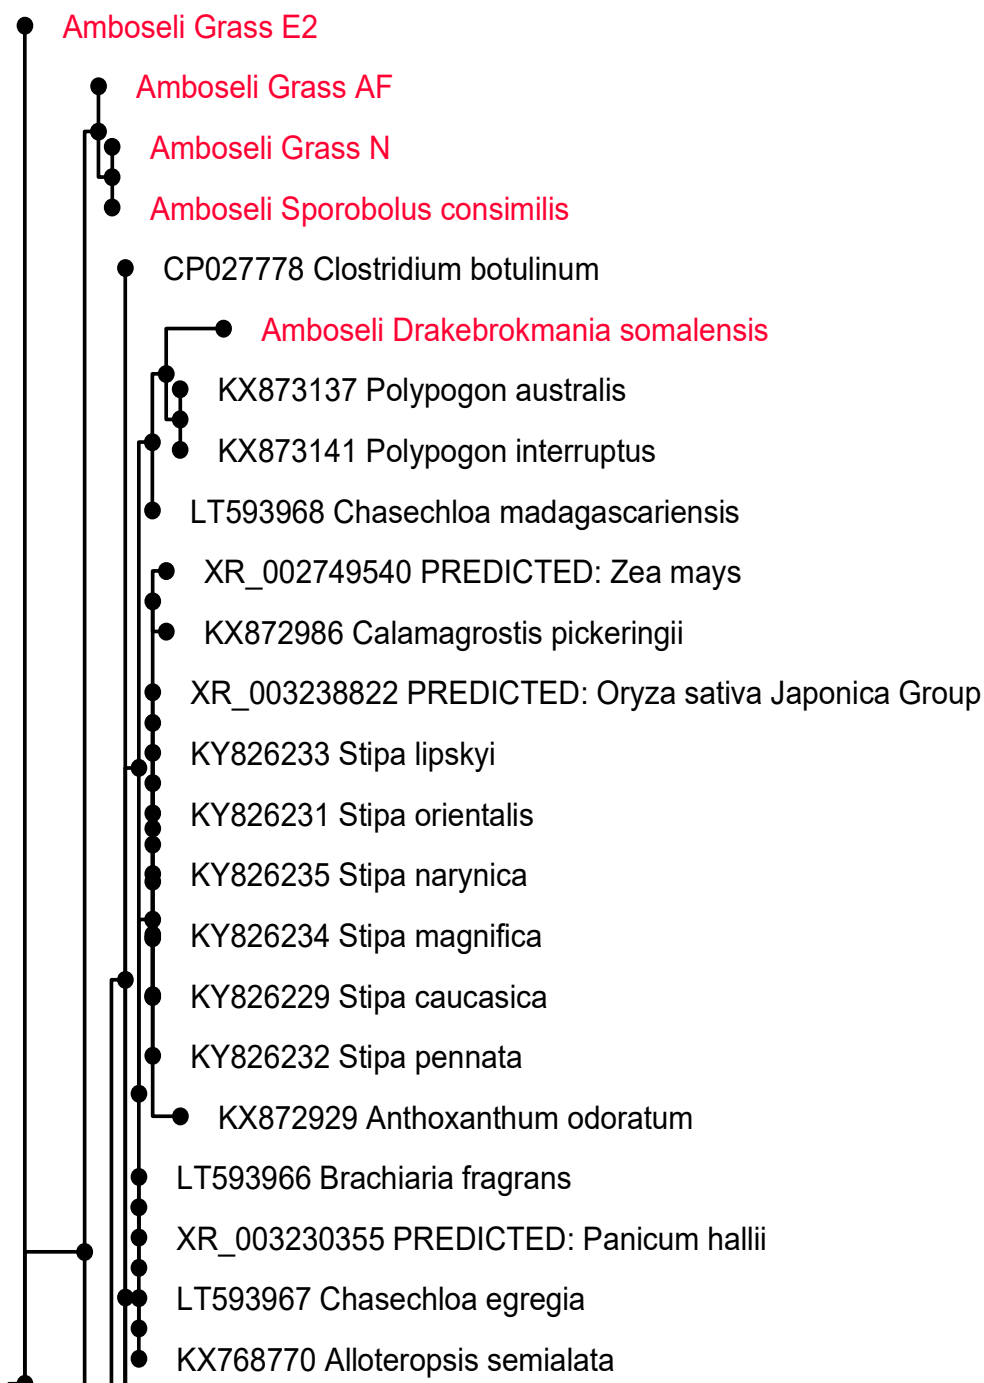 Amboseli Grass E2
Amboseli Grass AF
Amboseli Grass N
Amboseli Sporobolus consimilis
CP027778 Clostridium botulinum
Amboseli Drakebrokmania somalensis
KX873137 Polypogon australis
KX873141 Polypogon interruptus
LT593968 Chasechloa madagascariensis
XR_002749540 PREDICTED: Zea mays
KX872986 Calamagrostis pickeringii
XR_003238822 PREDICTED: Oryza sativa Japonica Group
KY826233 Stipa lipskyi
KY826231 Stipa orientalis
KY826235 Stipa narynica
KY826234 Stipa magnifica
KY826229 Stipa caucasica
KY826232 Stipa pennata
KX872929 Anthoxanthum odoratum
LT593966 Brachiaria fragrans
XR_003230355 PREDICTED: Panicum hallii
LT593967 Chasechloa egregia
KX768770 Alloteropsis semialata